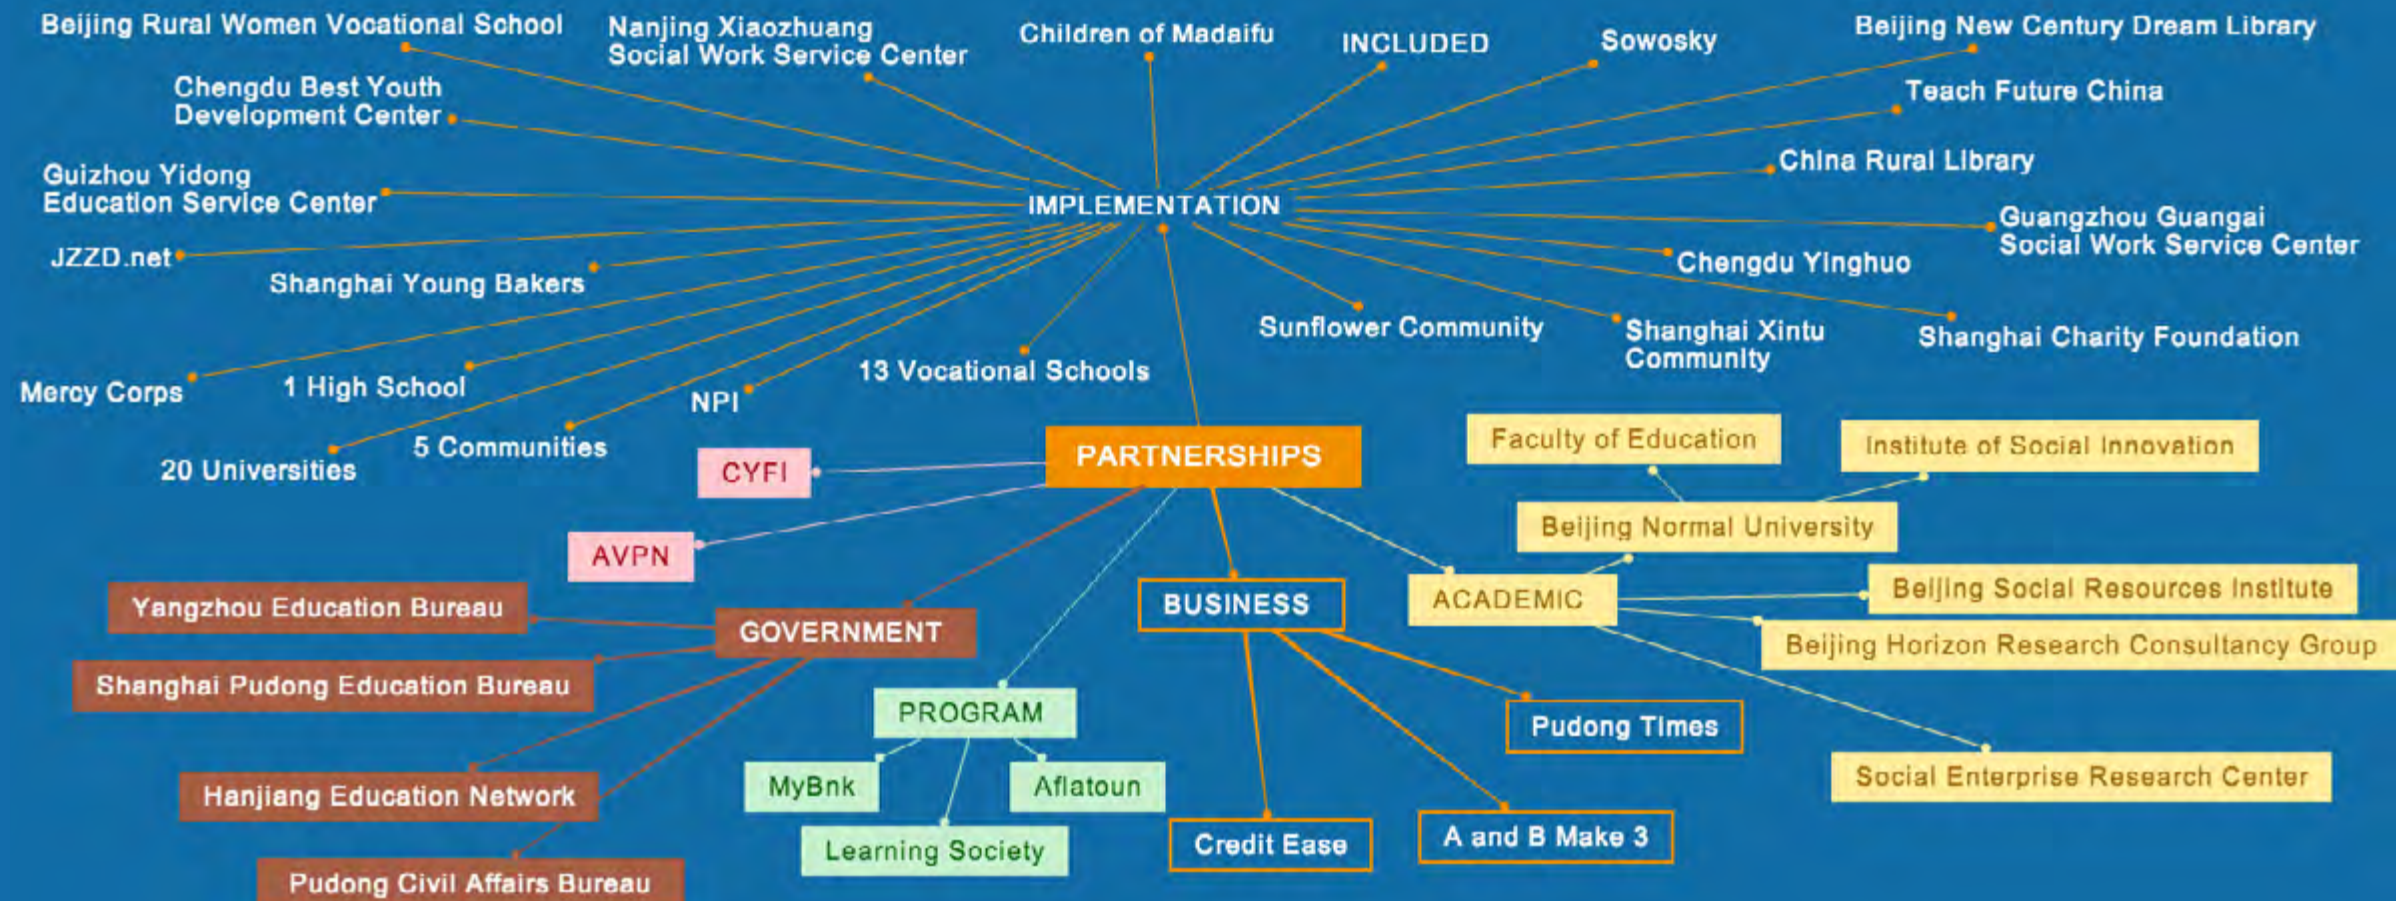 Beijing Rural Women Vocational School
Nanjing Xiaozhuang
Social Work Service Center
Children of Madaifu
INCLUDED
Sowosky
Beijing New Century Dream Library
Chengdu Best Youth
Development Center
Teach Future China
Guizhou Yidong
Education Service Center
China Rural Library
IMPLEMENTATION
Guangzhou Guangai
Social Work Service Center
JZZD.net
Shanghai Young Bakers
Chengdu Yinghuo
Sunflower Community
Shanghai Xintu
Community
Shanghai Charity Foundation
Mercy Corps
1 High School
NPI
13 Vocational Schools
20 Universities
5 Communities
CYFI
PARTNERSHIPS
Faculty of Education
Institute of Social Innovation
AVPN
Beijing Normal University
Yangzhou Education Bureau
GOVERNMENT
BUSINESS
ACADEMIC
Beijing Social Resources Institute
Beijing Horizon Research Consultancy Group
Shanghai Pudong Education Bureau
PROGRAM
Pudong Times
Hanjiang Education Network
MyBnk
Aflatoun
Social Enterprise Research Center
Learning Society
Credit Ease
A and B Make 3
Pudong Civil Affairs Bureau